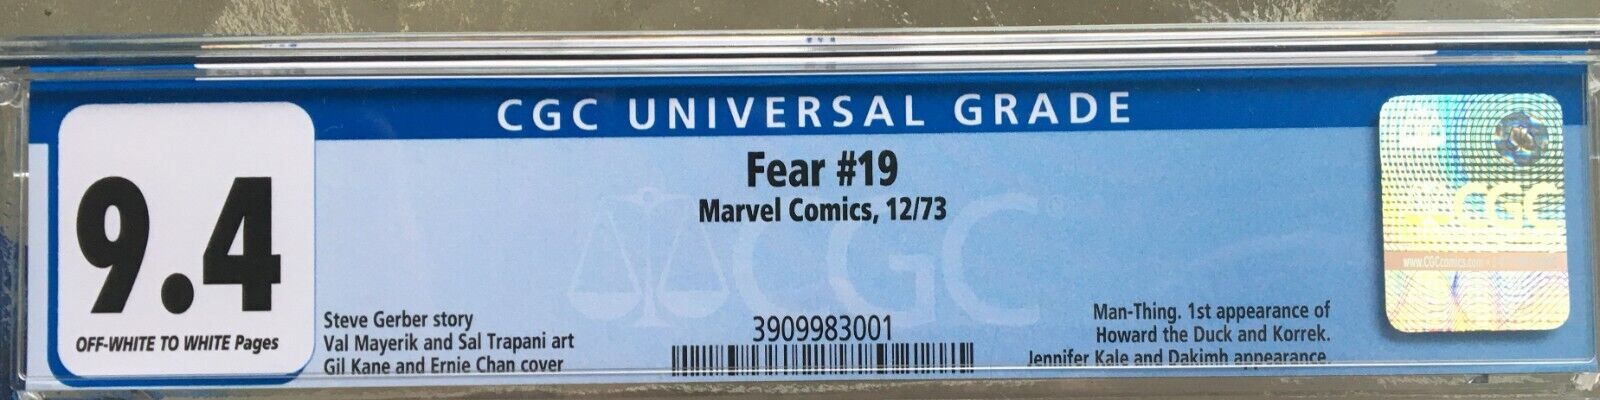 CGC UNIVERSAL GRADE
9.4
OFF-WHITE TO WHITE Pages
Fear #19
Marvel Comics, 12/73
Steve Gerber story
Val Mayerik and Sal Trapani art
Gil Kane and Ernie Chan cover
3909983001
Man-Thing. 1st appearance of
Howard the Duck and Korrek.
Jennifer Kale and Dakimh appearance.
CGC
CGC
www.CGCcomics.com